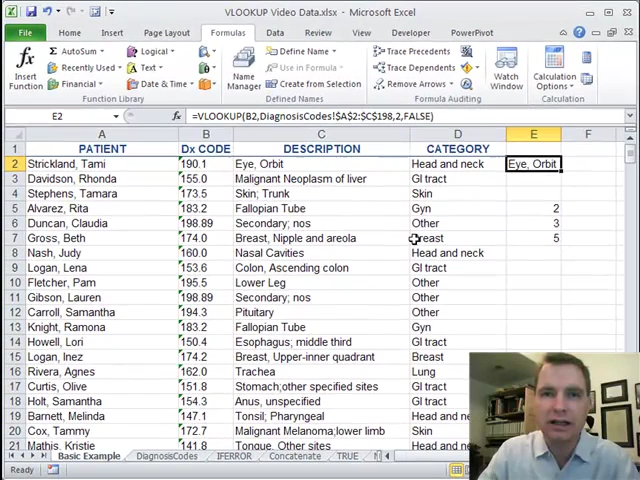 VLOOKUP Video Data.xlsx - Microsoft Excel
File Home Insert Page Layout Formulas Data Review View Developer PowerPivot
Insert Function
AutoSum
Recently Used
Financial
Logical
Text
Date & Time
Function Library
Name Manager
Define Name
Use in Formula
Create from Selection
Defined Names
Trace Precedents
Trace Dependents
Remove Arrows
Formula Auditing
Watch Window
Calculation Options
Calculation
E2 fx =VLOOKUP(B2,DiagnosisCodes!$A$2:$C$198,2,FALSE)
A B C D E F
1 PATIENT Dx CODE DESCRIPTION CATEGORY
2 Strickland, Tami 190.1 Eye, Orbit Head and neck Eye, Orbit
3 Davidson, Rhonda 155.0 Malignant Neoplasm of liver GI tract
4 Stephens, Tamara 173.5 Skin; Trunk Skin
5 Alvarez, Rita 183.2 Fallopian Tube Gyn 2
6 Duncan, Claudia 198.89 Secondary; nos Other 3
7 Gross, Beth 174.0 Breast, Nipple and areola Breast 5
8 Nash, Judy 160.0 Nasal Cavities Head and neck
9 Logan, Lena 153.6 Colon, Ascending colon GI tract
10 Fletcher, Pam 195.5 Lower Leg Other
11 Gibson, Lauren 198.89 Secondary; nos Other
12 Carroll, Samantha 194.3 Pituitary Other
13 Knight, Ramona 183.2 Fallopian Tube Gyn
14 Howell, Lori 150.4 Esophagus; middle third GI tract
15 Logan, Inez 174.2 Breast, Upper-inner quadrant Breast
16 Rivera, Agnes 162.0 Trachea Lung
17 Curtis, Olive 151.8 Stomach;other specified sites GI tract
18 Holt, Samantha 154.3 Anus, unspecified GI tract
19 Barnett, Melinda 147.1 Tonsil; Pharyngeal Head and neck
20 Cox, Tammy 172.7 Malignant Melanoma;lower limb Skin
21 Mathis, Kristie 141.8 Tongue, Other sites
Basic Example DiagnosisCodes IFERROR Concatenate TRUE
Ready